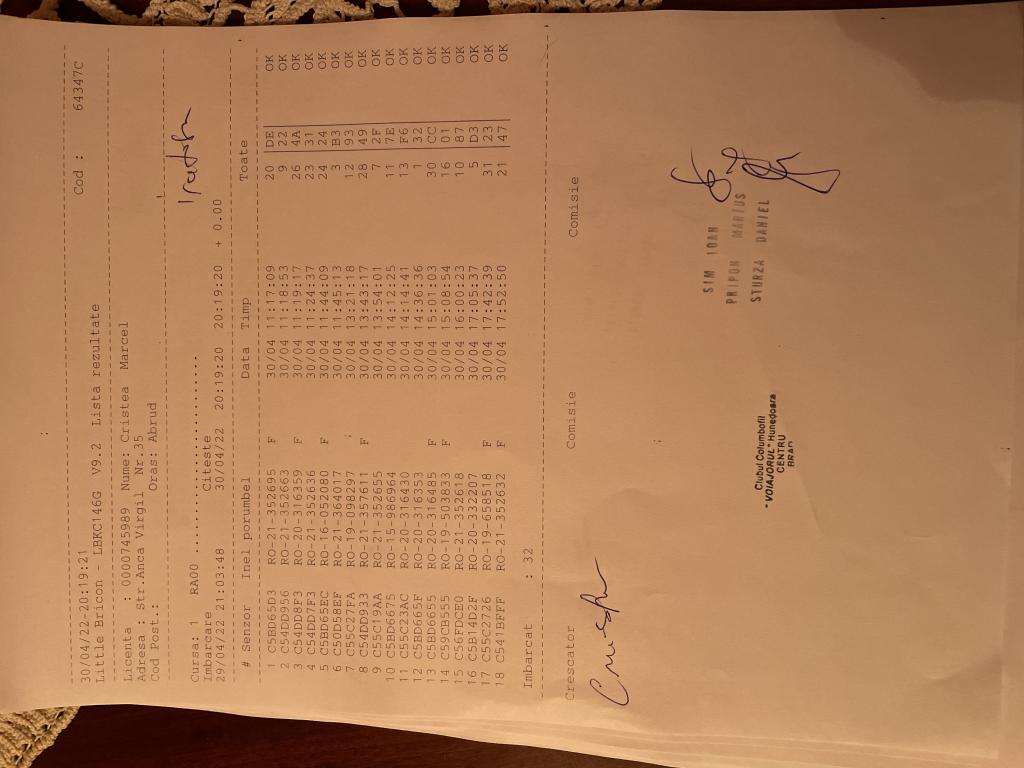 30/04/22-20:19:21 Cod : 64347C
Little Bricon - LBKC146G V9.2 Lista rezultate
Licenta : 0000745989 Nume: Cristea Marcel
Adresa : str.Anca Virgil Nr.35
Cod Post.: Oras: Abrud
Cursa: 1 RA00 ..........................
Imbarcare Citeste
29/04/22 21:03:48 30/04/22 20:19:20 20:19:20 + 0.00
# Senzor Inel porumbel Data Timp Toate
1 C5BD65D3 RO-21-352695 F 30/04 11:17:09 20 DE OK
2 C54DD956 RO-21-352663 30/04 11:18:53 9 22 OK
3 C54DD8F3 RO-20-316359 F 30/04 11:19:17 26 4A OK
4 C54DD7F3 RO-21-352636 30/04 11:24:37 23 31 OK
5 C5BD65EC RO-16-052080 F 30/04 11:44:09 24 24 OK
6 C50D58EF RO-21-364017 30/04 11:45:13 3 B3 OK
7 C55C27FA RO-19-098297 30/04 13:21:18 12 93 OK
8 C54DD933 RO-21-357611 F 30/04 13:43:17 28 49 OK
9 C55C19AA RO-21-352655 30/04 13:54:01 7 2F OK
10 C5BD6675 RO-15-986964 30/04 14:12:25 11 7E OK
11 C55C23AC RO-20-316430 30/04 14:14:41 13 F6 OK
12 C5BD665F RO-20-316353 30/04 14:36:36 1 32 OK
13 C5BD6655 RO-20-316485 F 30/04 15:01:03 30 CC OK
14 C59CB555 RO-19-503833 F 30/04 15:08:54 16 01 OK
15 C56FDCE0 RO-21-352618 30/04 16:00:23 10 87 OK
16 C5B14D2F RO-20-332207 30/04 17:05:37 5 D3 OK
17 C55C2726 RO-19-658518 F 30/04 17:42:39 31 23 OK
18 C541BFFF RO-21-352632 F 30/04 17:52:50 21 47 OK
Imbarcat : 32
Crescator Comisie Comisie
SIM IOAN
PRIPON MARIUS
STURZA DANIEL
Clubul Columbofil
"VOIAJORUL" Hunedoara
CENTRU
BRAD